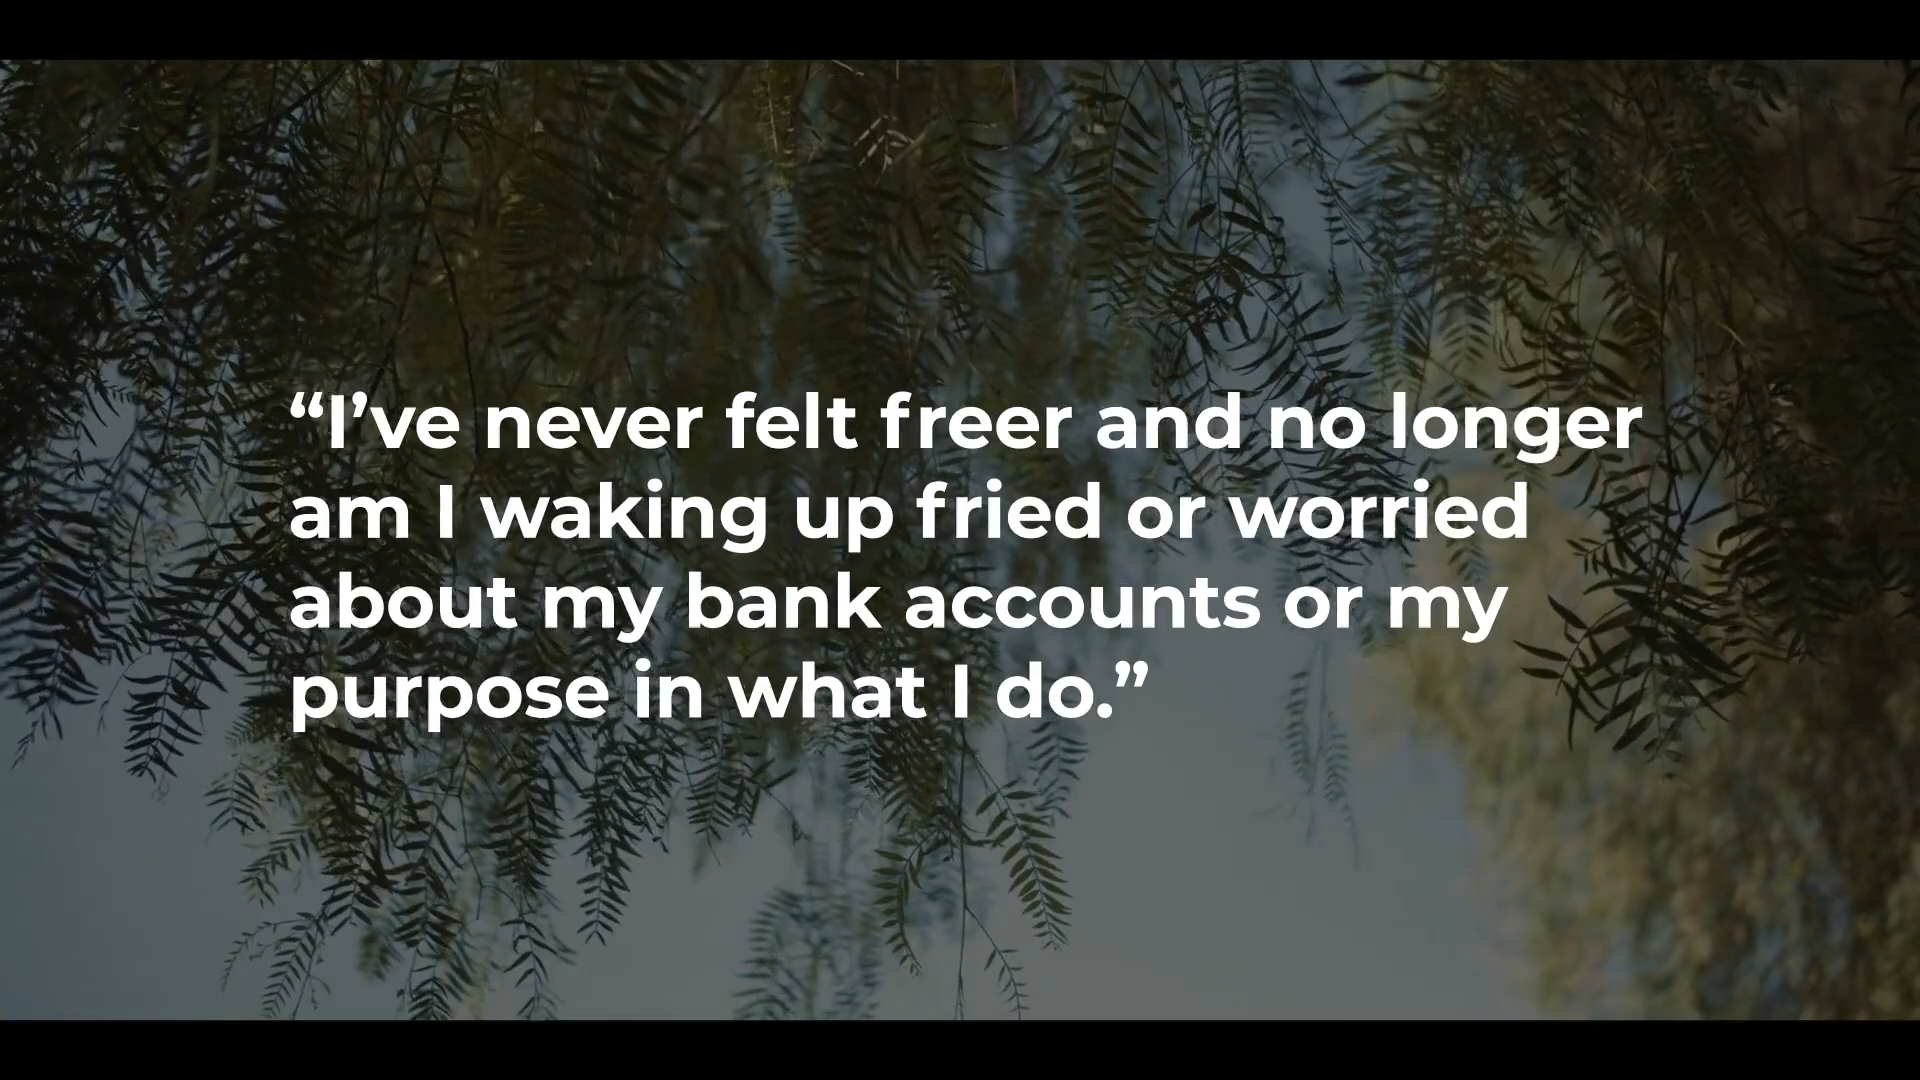 “I’ve never felt freer and no longer
am I waking up fried or worried
about my bank accounts or my
purpose in what I do.”